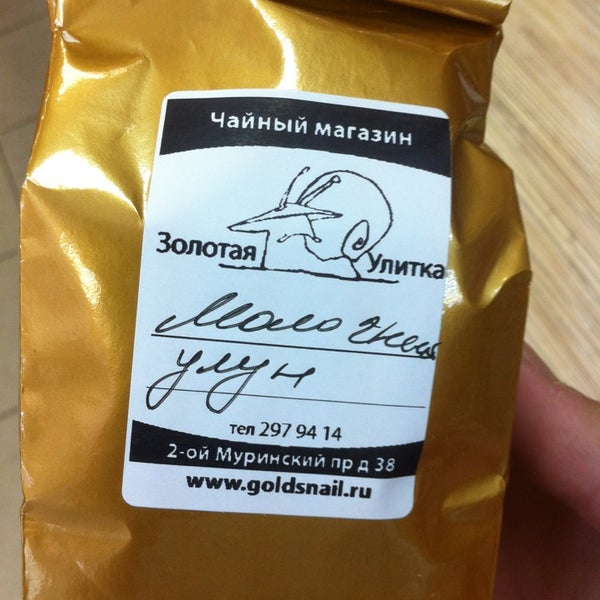 Чайный магазин
Золотая Улитка
Молочный
улун
тел 297 94 14
2-ой Муринский пр д 38
www.goldsnail.ru